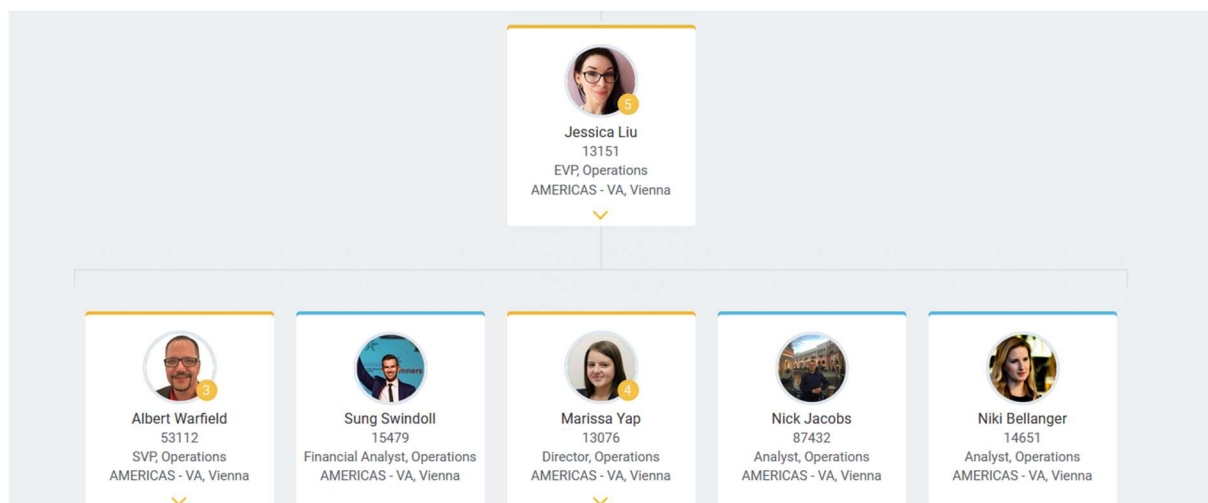 5
Jessica Liu
13151
EVP, Operations
AMERICAS - VA, Vienna
3
Albert Warfield
53112
SVP, Operations
AMERICAS - VA, Vienna
nners
Sung Swindoll
15479
Financial Analyst, Operations
AMERICAS - VA, Vienna
4
Marissa Yap
13076
Director, Operations
AMERICAS - VA, Vienna
Nick Jacobs
87432
Analyst, Operations
AMERICAS - VA, Vienna
Niki Bellanger
14651
Analyst, Operations
AMERICAS - VA, Vienna